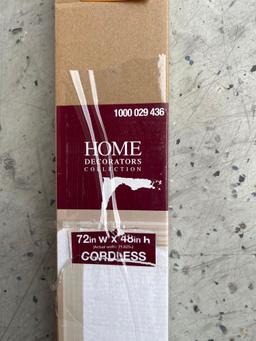 1000 029 436
HOME
DECORATORS
COLLECTION
72in W X 48in H
CORDLESS